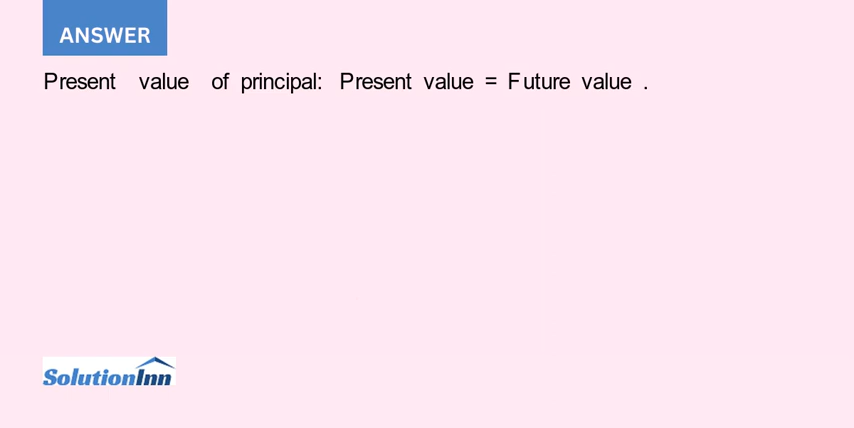 ANSWER
Present value of principal: Present value = Future value .
SolutionInn